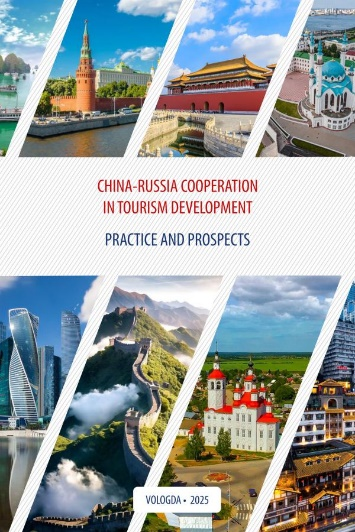 CHINA-RUSSIA COOPERATION
IN TOURISM DEVELOPMENT
PRACTICE AND PROSPECTS
VOLOGDA • 2025